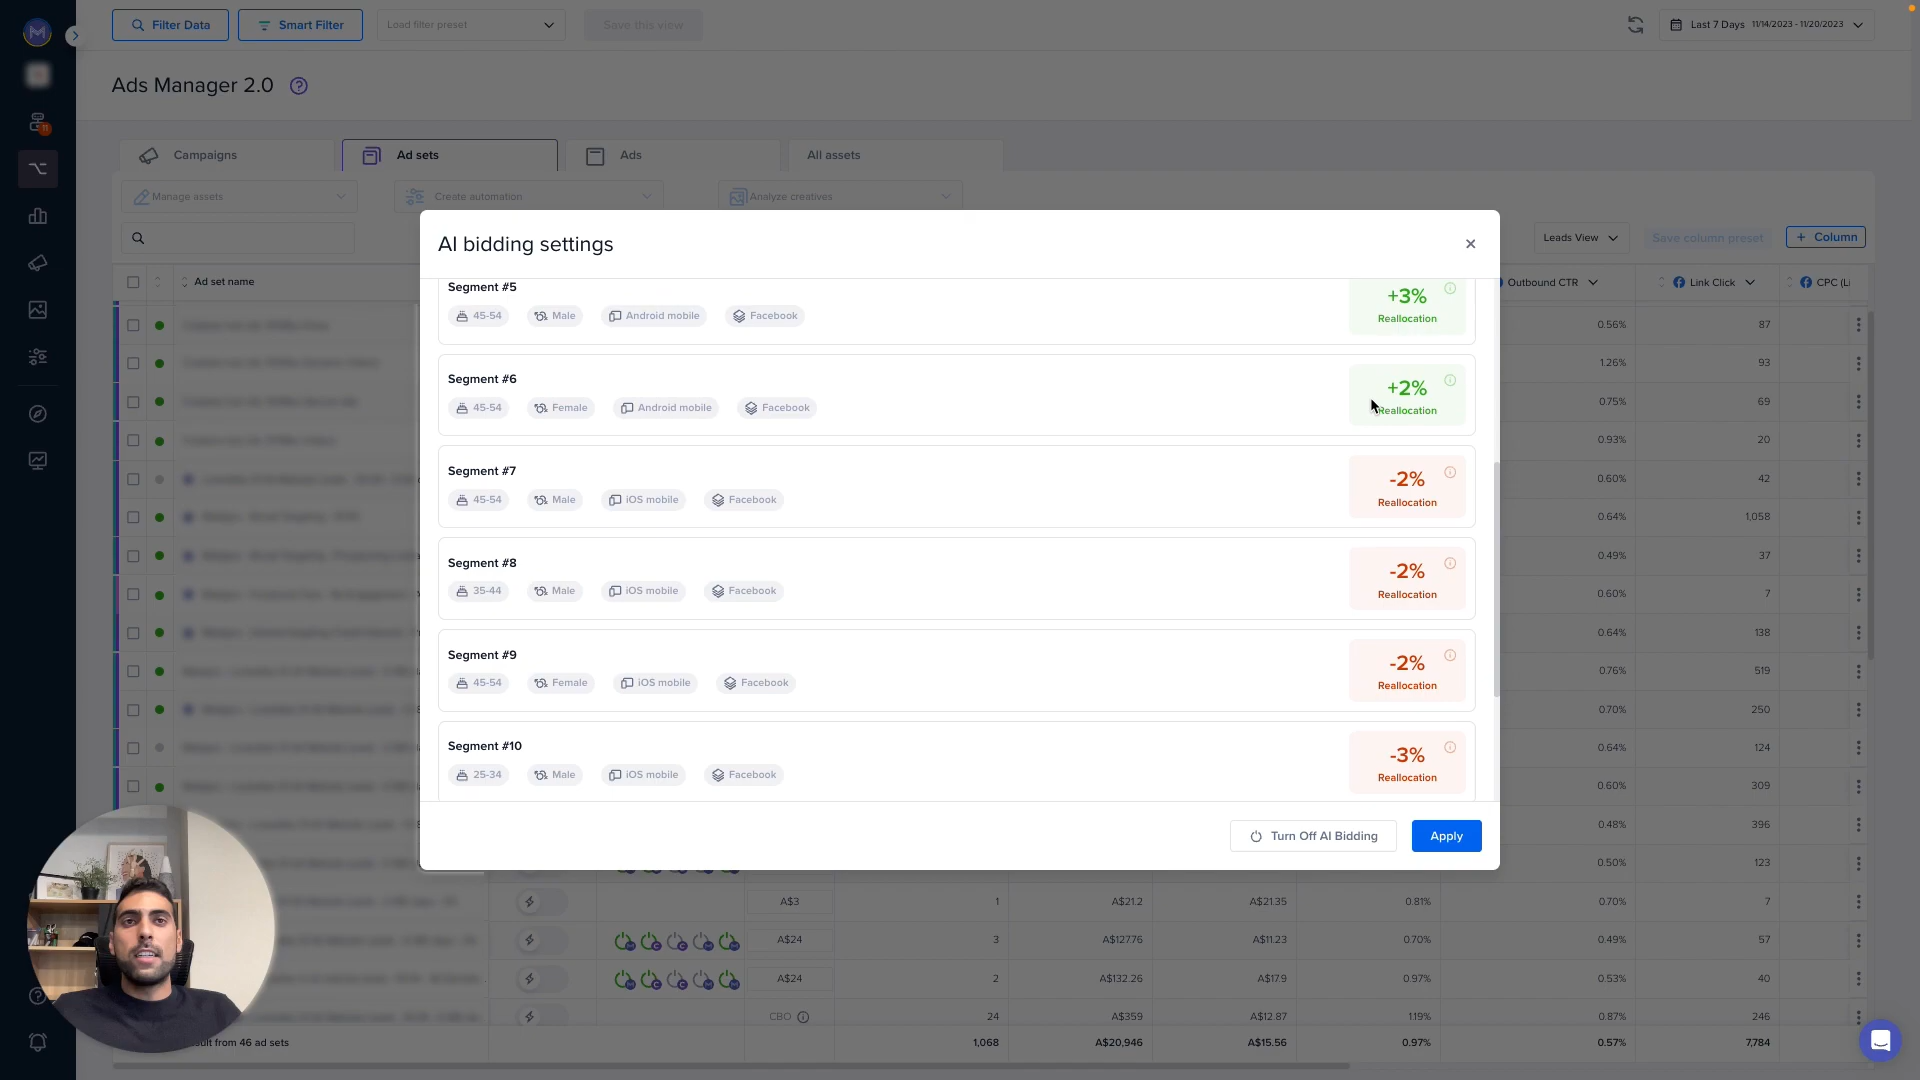 Filter Data
Smart Filter
Load filter preset
Save this view
Last 7 Days 11/14/2023 - 11/20/2023
Ads Manager 2.0
11
Campaigns
Ad sets
Ads
All assets
Manage assets
Create automation
Analyze creatives
Leads View
Save column preset
+ Column
Ad set name
Outbound CTR
Link Click
CPC (Li
AI bidding settings
Segment #5
45-54 Male Android mobile Facebook
+3%
Reallocation
Segment #6
45-54 Female Android mobile Facebook
+2%
Reallocation
Segment #7
45-54 Male iOS mobile Facebook
-2%
Reallocation
Segment #8
35-44 Male iOS mobile Facebook
-2%
Reallocation
Segment #9
45-54 Female iOS mobile Facebook
-2%
Reallocation
Segment #10
25-34 Male iOS mobile Facebook
-3%
Reallocation
Turn Off AI Bidding
Apply
0.56% 87
1.26% 93
0.75% 69
0.93% 20
0.60% 42
0.64% 1,058
0.49% 37
0.60% 7
0.64% 138
0.76% 519
0.70% 250
0.64% 124
0.60% 309
0.48% 396
0.50% 123
A$3 1 A$21.2 A$21.35 0.81% 0.70% 7
A$24 3 A$127.76 A$11.23 0.70% 0.49% 57
A$24 2 A$132.26 A$17.9 0.97% 0.53% 40
CBO 24 A$359 A$12.87 1.19% 0.87% 246
sult from 46 ad sets 1,068 A$20,946 A$15.56 0.97% 0.57% 7,784